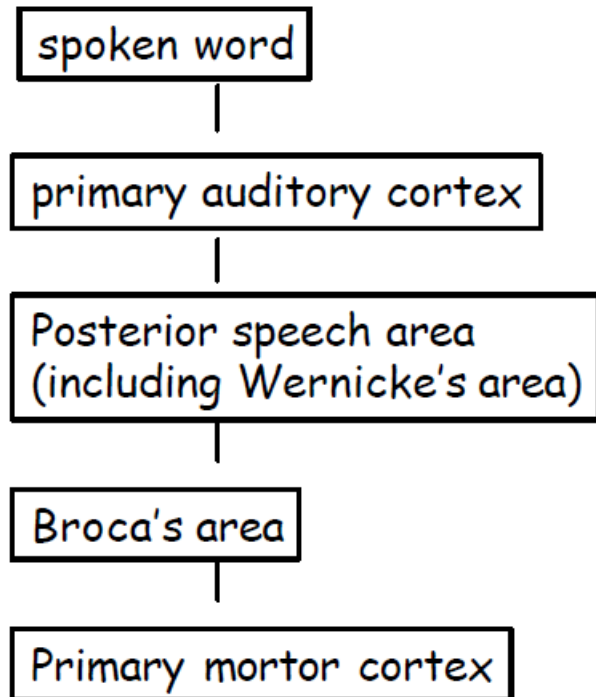 spoken word
primary auditory cortex
Posterior speech area
(including Wernicke's area)
Broca's area
Primary mortor cortex